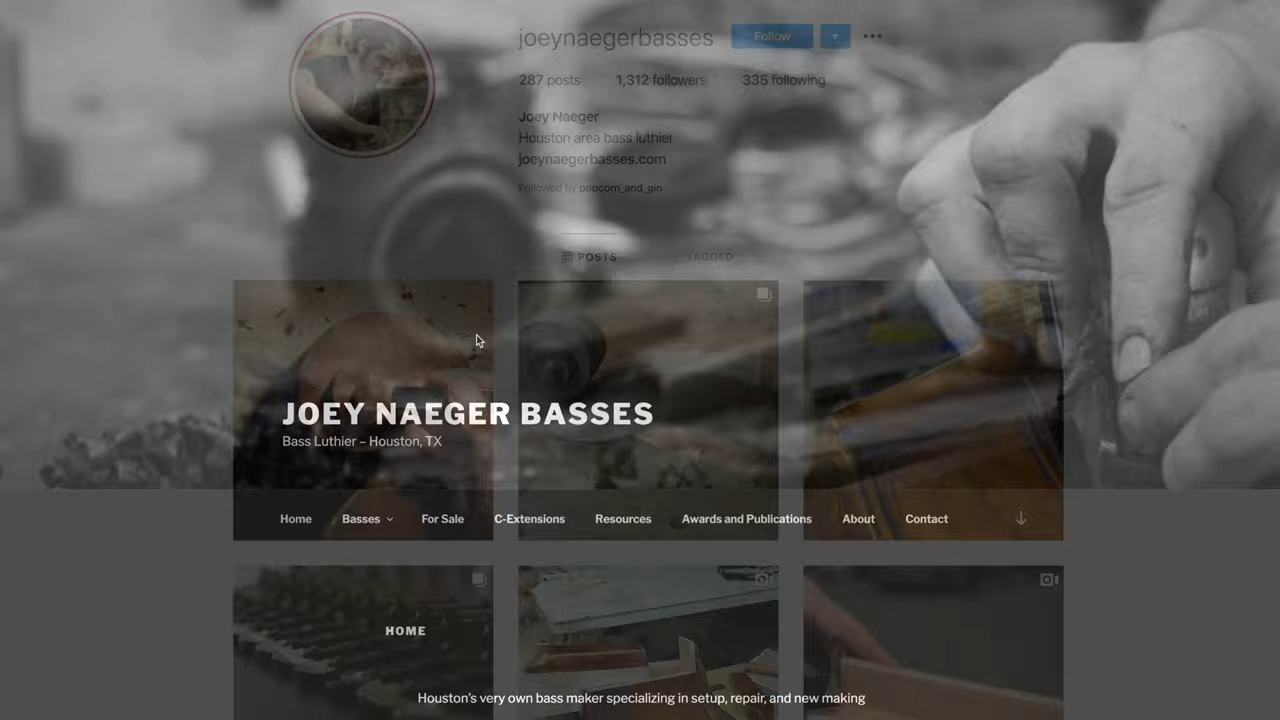 joeynaegerbasses Follow
287 posts 1,312 followers 335 following
Joey Naeger
Houston area bass luthier
joeynaegerbasses.com
Followed by popcorn_and_gin
POSTS TAGGED
JOEY NAEGER BASSES
Bass Luthier – Houston, TX
Home Basses For Sale C-Extensions Resources Awards and Publications About Contact
HOME
Houston's very own bass maker specializing in setup, repair, and new making